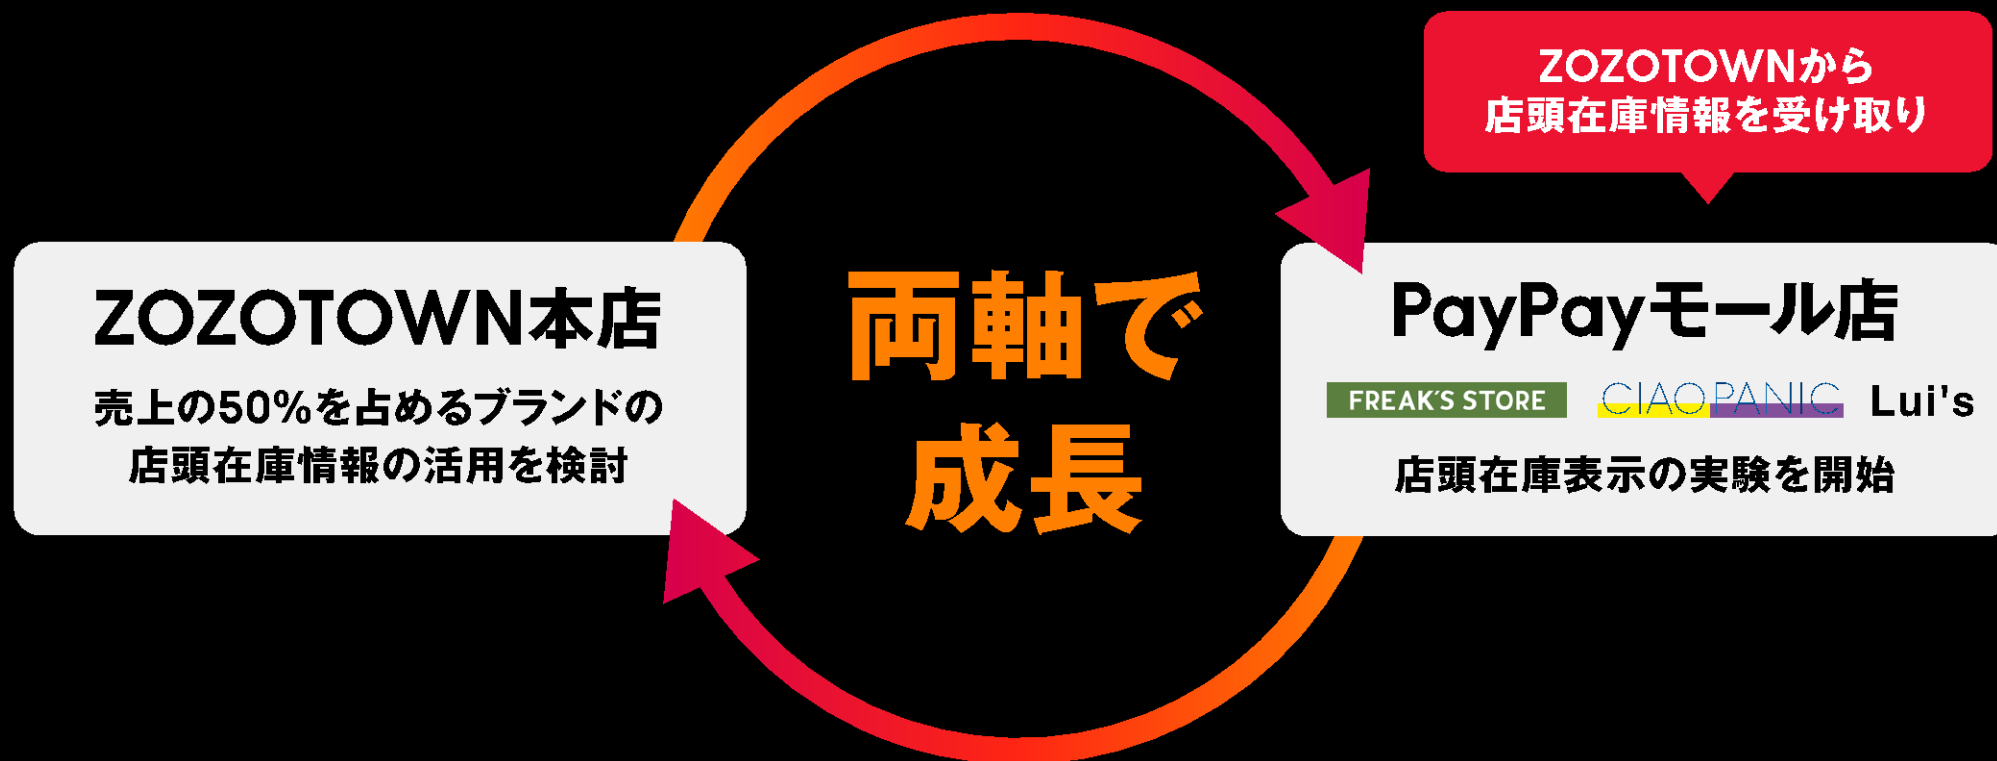 ZOZOTOWNから
店頭在庫情報を受け取り
ZOZOTOWN本店
売上の50%を占めるブランドの
店頭在庫情報の活用を検討
両軸で
成長
PayPayモール店
FREAK'S STORE CIAOPANIC Lui's
店頭在庫表示の実験を開始